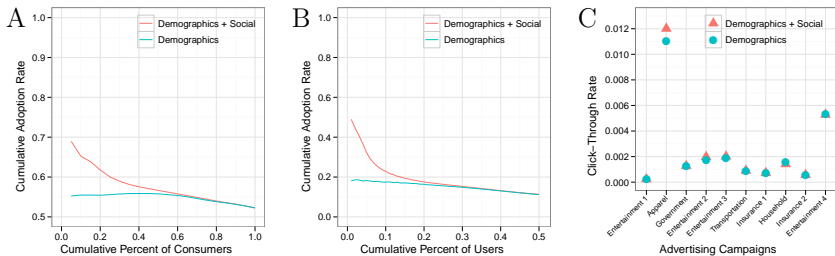 A
Cumulative Adoption Rate
1.0
0.9
0.8
0.7
0.6
0.5
Demographics + Social
Demographics
0.0 0.2 0.4 0.6 0.8 1.0
Cumulative Percent of Consumers
B
Cumulative Adoption Rate
1.0
0.8
0.6
0.4
0.2
0.0
Demographics + Social
Demographics
0.0 0.1 0.2 0.3 0.4 0.5
Cumulative Percent of Users
C
Click−Through Rate
0.012
0.010
0.008
0.006
0.004
0.002
0.000
Demographics + Social
Demographics
Entertainment 1
Apparel
Government
Entertainment 2
Entertainment 3
Transportation
Insurance 1
Household
Insurance 2
Entertainment 4
Advertising Campaigns